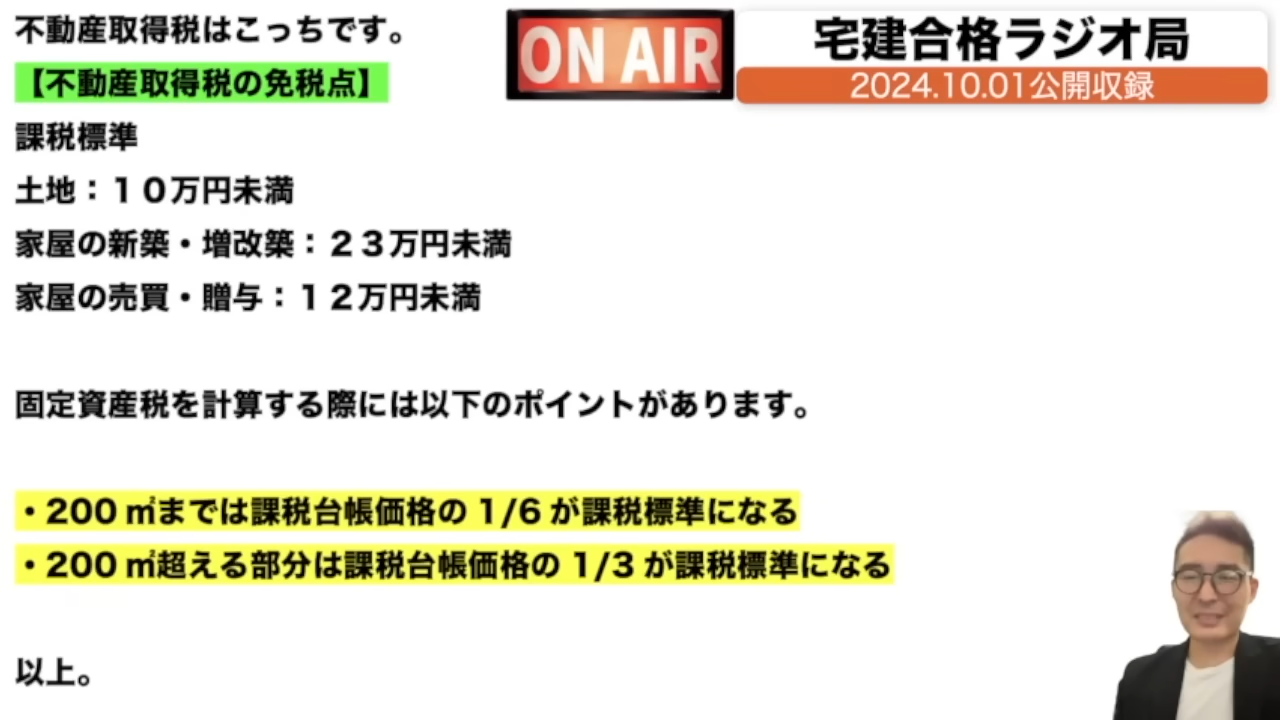 不動産取得税はこっちです。
ON AIR
宅建合格ラジオ局
2024.10.01公開収録
【不動産取得税の免税点】
課税標準
土地：１０万円未満
家屋の新築・増改築：２３万円未満
家屋の売買・贈与：１２万円未満
固定資産税を計算する際には以下のポイントがあります。
・200㎡までは課税台帳価格の 1/6 が課税標準になる
・200㎡超える部分は課税台帳価格の 1/3 が課税標準になる
以上。